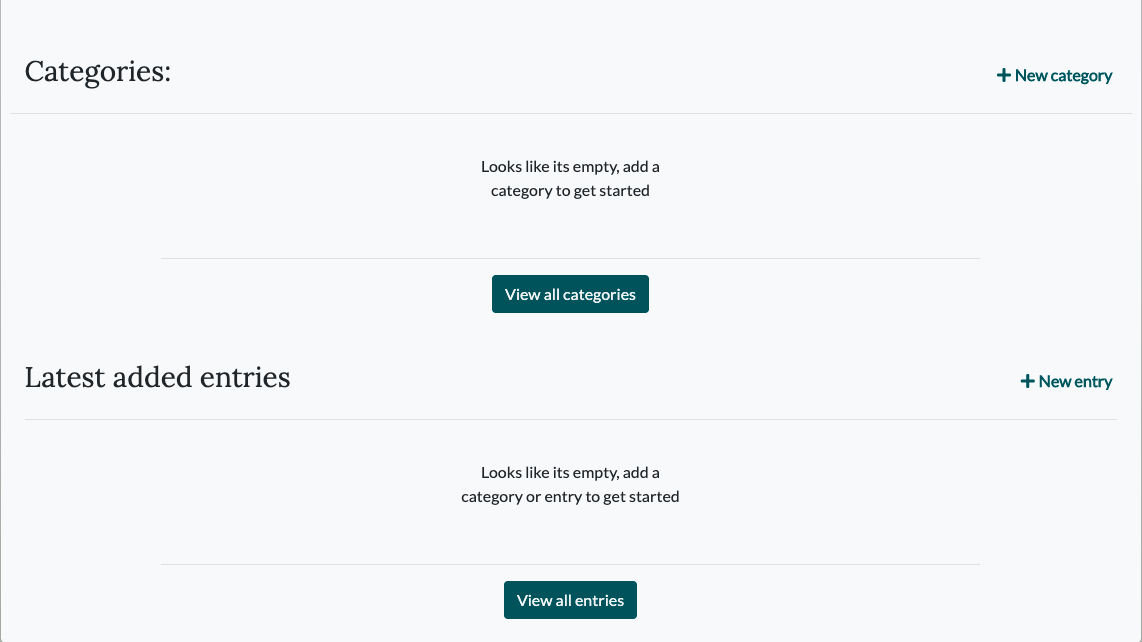 Categories:
New category
Looks like its empty, add a
category to get started
View all categories
Latest added entries
New entry
Looks like its empty, add a
category or entry to get started
View all entries